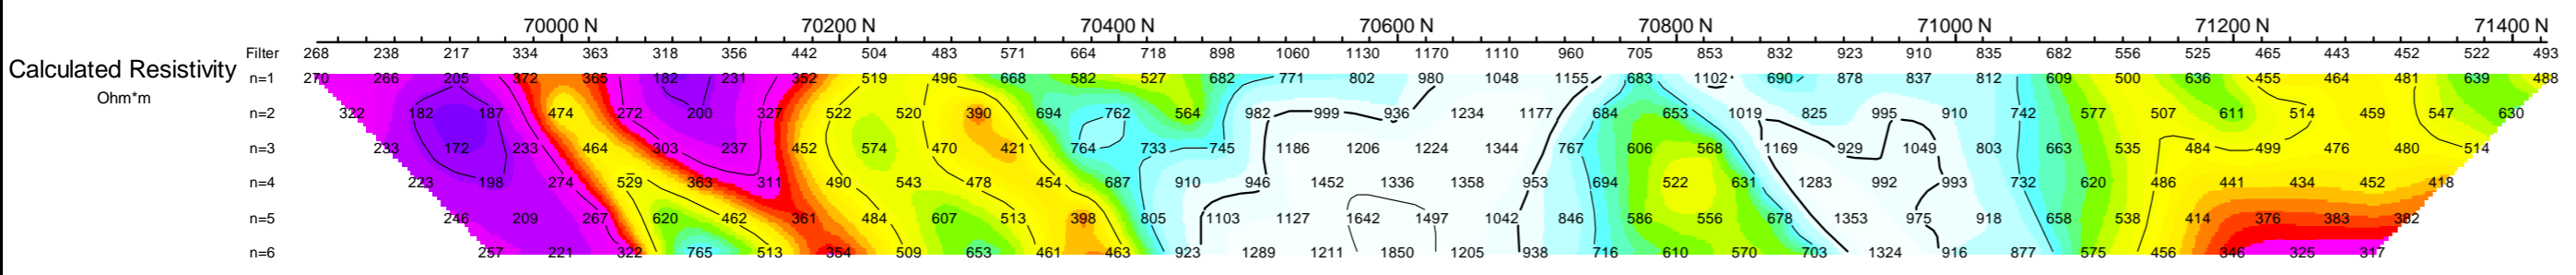 70000 N 70200 N 70400 N 70600 N 70800 N 71000 N 71200 N 71400 N
Calculated Resistivity
Ohm*m
Filter 268 238 217 334 363 318 356 442 504 483 571 664 718 898 1060 1130 1170 1110 960 705 853 832 923 910 835 682 556 525 465 443 452 522 493
n=1 270 266 205 372 365 182 231 352 519 496 668 582 527 682 771 802 980 1048 1155 683 1102 690 878 837 812 609 500 636 455 464 481 639 488
n=2 322 182 187 474 272 200 327 522 520 390 694 762 564 982 999 936 1234 1177 684 653 1019 825 995 910 742 577 507 611 514 459 547 630
n=3 233 172 233 464 303 237 452 574 470 421 764 733 745 1186 1206 1224 1344 767 606 568 1169 929 1049 803 663 535 484 499 476 480 514
n=4 223 198 274 529 363 311 490 543 478 454 687 910 946 1452 1336 1358 953 694 522 631 1283 992 993 732 620 486 441 434 452 418
n=5 246 209 267 620 462 361 484 607 513 398 805 1103 1127 1642 1497 1042 846 586 556 678 1353 975 918 658 538 414 376 383 382
n=6 257 221 322 765 513 354 509 653 461 463 923 1289 1211 1850 1205 938 716 610 570 703 1324 916 877 575 456 346 325 317